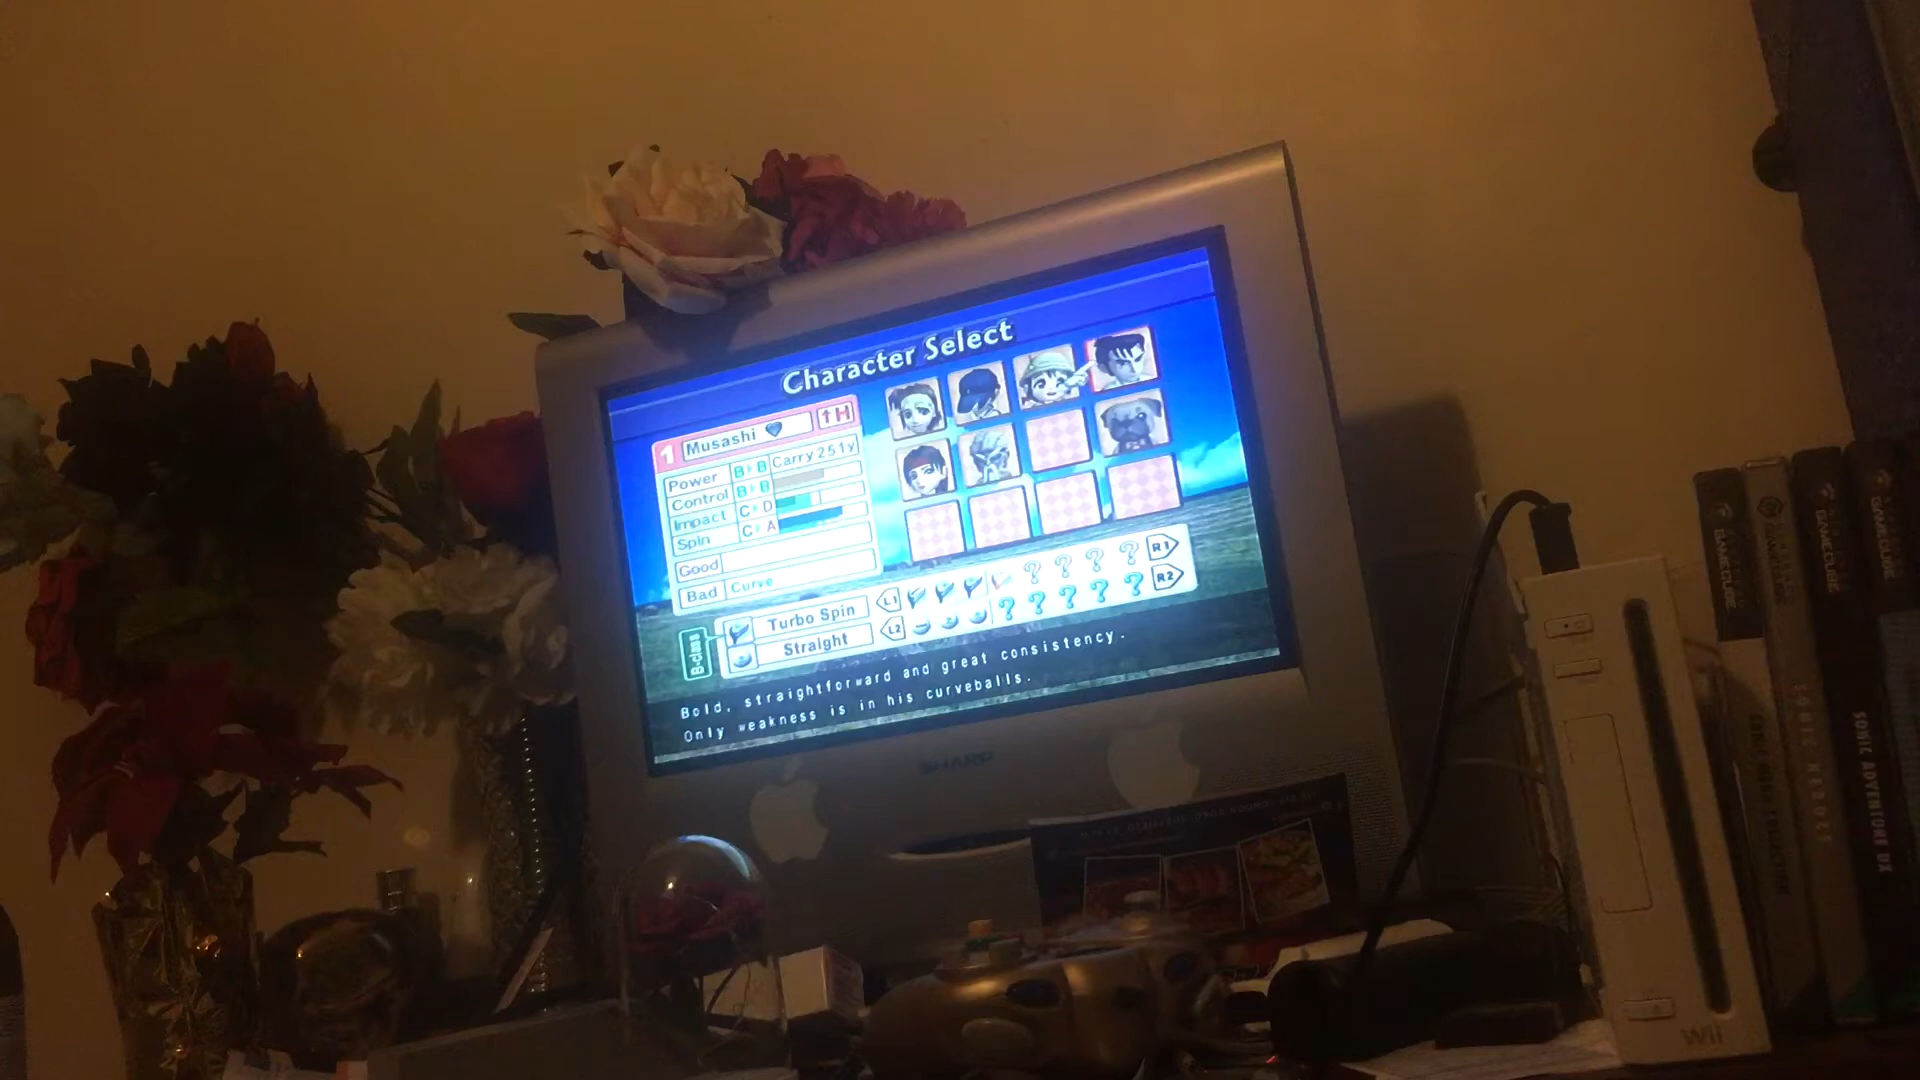 Character Select
1 Musashi ↑H
Power B B Carry 251y
Control B B
Impact C D
Spin C A
Good
Bad Curve
B-class
Turbo Spin L1 ? ? ? ? R1
Straight L2 ? ? ? ? ? R2
Bold, straightforward and great consistency.
Only weakness is in his curveballs.
SHARP
Wii
GAMECUBE
GAMECUBE
GAMECUBE
SONIC HEROES
SONIC ADVENTURE DX